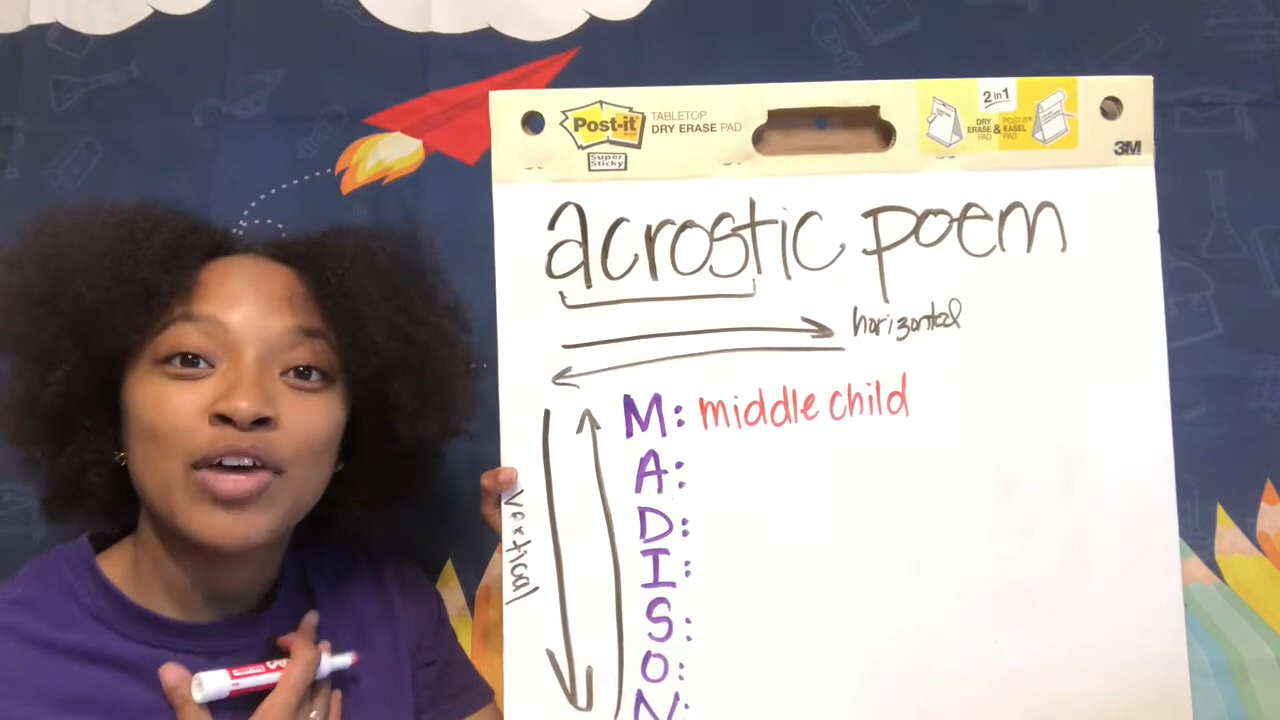 Post-it
Super Sticky
TABLETOP
DRY ERASE PAD
2 in 1
DRY ERASE PAD
&
POST-IT EASEL PAD
3M
acrostic poem
horizontal
M: middle child
A:
D:
I:
S:
O:
N:
vertical